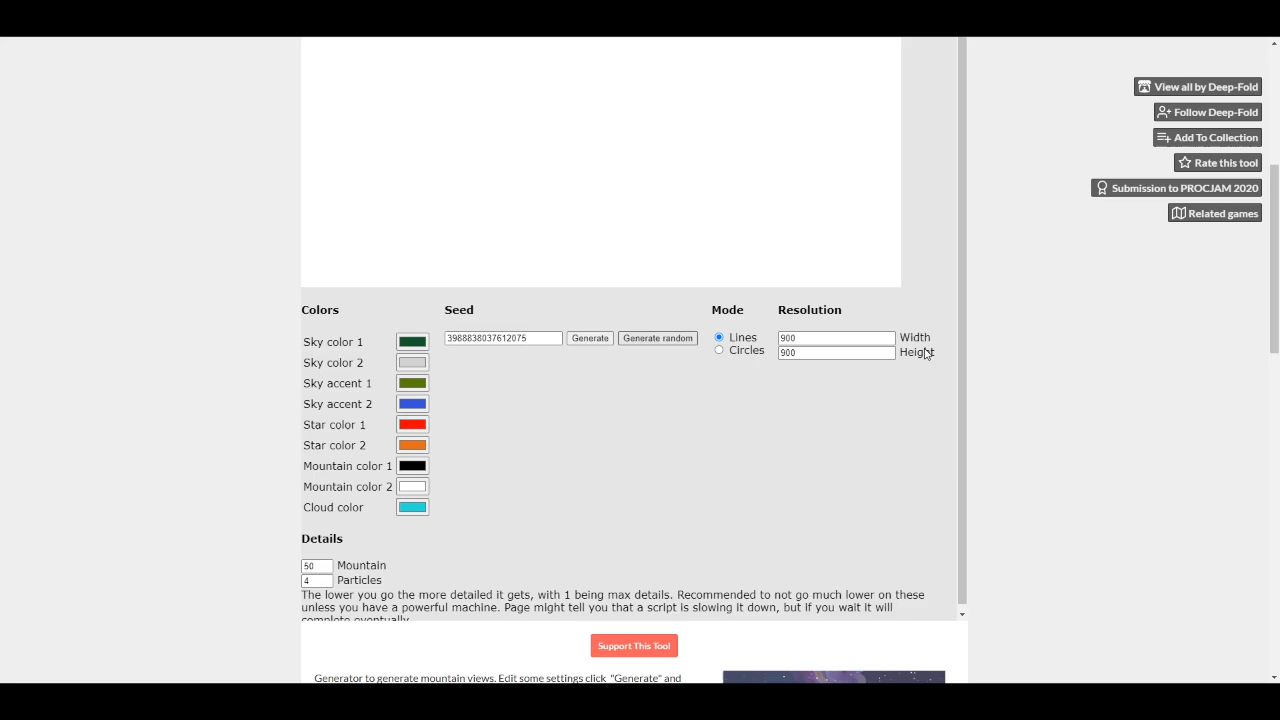 View all by Deep-Fold
Follow Deep-Fold
Add To Collection
Rate this tool
Submission to PROCJAM 2020
Related games
Colors
Seed
Mode
Resolution
Sky color 1
Sky color 2
Sky accent 1
Sky accent 2
Star color 1
Star color 2
Mountain color 1
Mountain color 2
Cloud color
3988838037612075
Generate
Generate random
Lines
Circles
900 Width
900 Height
Details
50 Mountain
4 Particles
The lower you go the more detailed it gets, with 1 being max details. Recommended to not go much lower on these
unless you have a powerful machine. Page might tell you that a script is slowing it down, but if you wait it will
complete eventually.
Support This Tool
Generator to generate mountain views. Edit some settings click "Generate" and